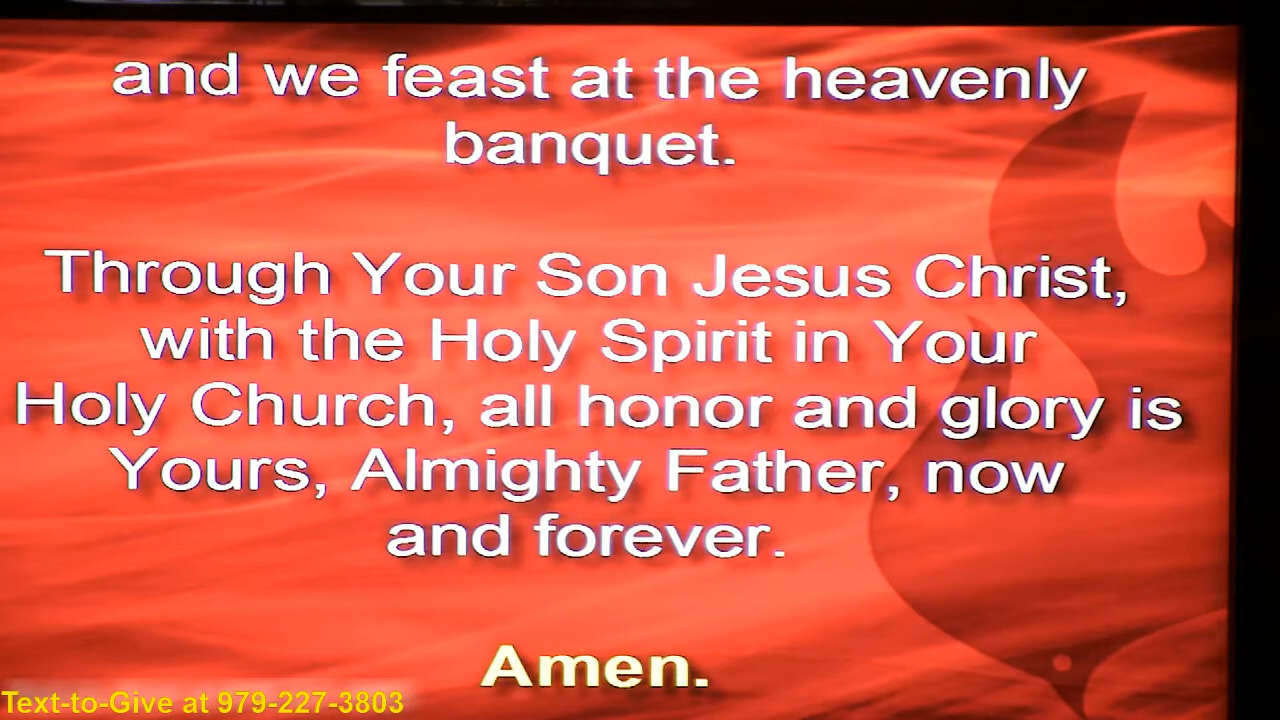 and we feast at the heavenly
banquet.
Through Your Son Jesus Christ,
with the Holy Spirit in Your
Holy Church, all honor and glory is
Yours, Almighty Father, now
and forever.
Amen.
Text-to-Give at 979-227-3803